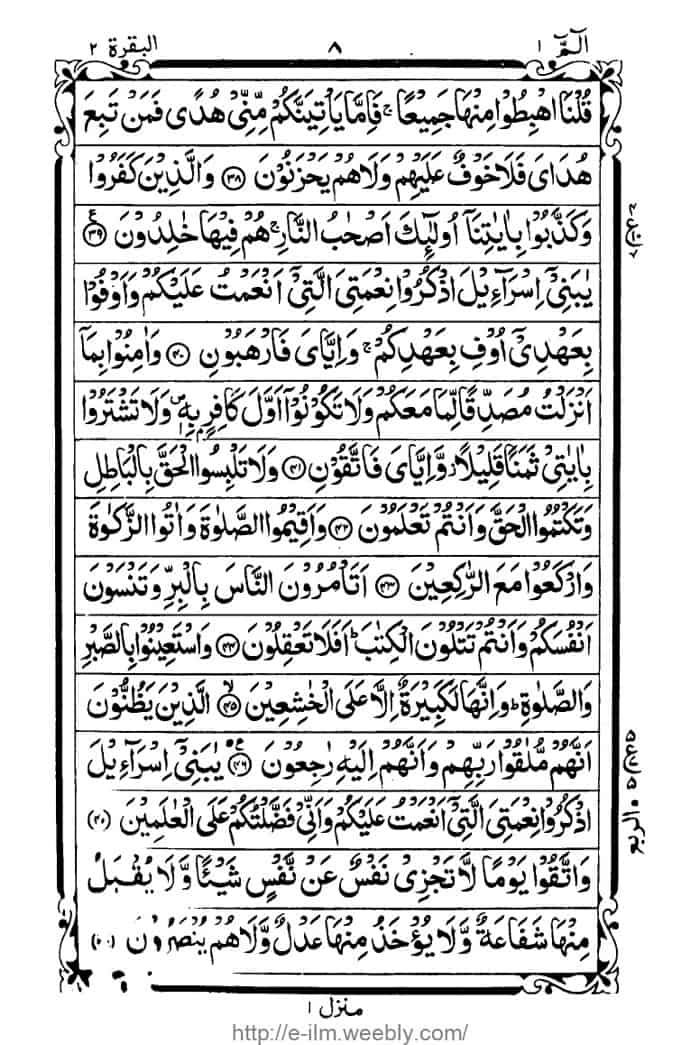 الٓمّٓ ١
٨
البقرة ٢
قُلْنَا اهْبِطُوْا مِنْهَا جَمِيْعًا ۚ فَاِمَّا يَاْتِيَنَّكُمْ مِّنِّيْ هُدًى فَمَنْ تَبِعَ
هُدَايَ فَلَا خَوْفٌ عَلَيْهِمْ وَلَا هُمْ يَحْزَنُوْنَ ﴿٣٨﴾ وَالَّذِيْنَ كَفَرُوْا
وَكَذَّبُوْا بِاٰيٰتِنَآ اُولٰٓئِكَ اَصْحٰبُ النَّارِ ۚ هُمْ فِيْهَا خٰلِدُوْنَ ﴿٣٩﴾ ع
يٰبَنِيْٓ اِسْرَآءِيْلَ اذْكُرُوْا نِعْمَتِيَ الَّتِيْٓ اَنْعَمْتُ عَلَيْكُمْ وَاَوْفُوْا
بِعَهْدِيْٓ اُوْفِ بِعَهْدِكُمْ ۚ وَاِيَّايَ فَارْهَبُوْنِ ﴿٤٠﴾ وَاٰمِنُوْا بِمَآ
اَنْزَلْتُ مُصَدِّقًا لِّمَا مَعَكُمْ وَلَا تَكُوْنُوْٓا اَوَّلَ كَافِرٍۭ بِهٖ ۪ وَلَا تَشْتَرُوْا
بِاٰيٰتِيْ ثَمَنًا قَلِيْلًا ؗ وَّاِيَّايَ فَاتَّقُوْنِ ﴿٤١﴾ وَلَا تَلْبِسُوا الْحَقَّ بِالْبَاطِلِ
وَتَكْتُمُوا الْحَقَّ وَاَنْتُمْ تَعْلَمُوْنَ ﴿٤٢﴾ وَاَقِيْمُوا الصَّلٰوةَ وَاٰتُوا الزَّكٰوةَ
وَارْكَعُوْا مَعَ الرّٰكِعِيْنَ ﴿٤٣﴾ اَتَاْمُرُوْنَ النَّاسَ بِالْبِرِّ وَتَنْسَوْنَ
اَنْفُسَكُمْ وَاَنْتُمْ تَتْلُوْنَ الْكِتٰبَ ؕ اَفَلَا تَعْقِلُوْنَ ﴿٤٤﴾ وَاسْتَعِيْنُوْا بِالصَّبْرِ
وَالصَّلٰوةِ ؕ وَاِنَّهَا لَكَبِيْرَةٌ اِلَّا عَلَى الْخٰشِعِيْنَ ﴿٤٥﴾ۙ الَّذِيْنَ يَظُنُّوْنَ
اَنَّهُمْ مُّلٰقُوْا رَبِّهِمْ وَاَنَّهُمْ اِلَيْهِ رٰجِعُوْنَ ﴿٤٦﴾ ع يٰبَنِيْٓ اِسْرَآءِيْلَ
اذْكُرُوْا نِعْمَتِيَ الَّتِيْٓ اَنْعَمْتُ عَلَيْكُمْ وَاَنِّيْ فَضَّلْتُكُمْ عَلَى الْعٰلَمِيْنَ
وَاتَّقُوْا يَوْمًا لَّا تَجْزِيْ نَفْسٌ عَنْ نَّفْسٍ شَيْـًٔا وَّلَا يُقْبَلُ
مِنْهَا شَفَاعَةٌ وَّلَا يُؤْخَذُ مِنْهَا عَدْلٌ وَّلَا هُمْ يُنْصَرُوْنَ
الربع
منزل ١
http://e-ilm.weebly.com/